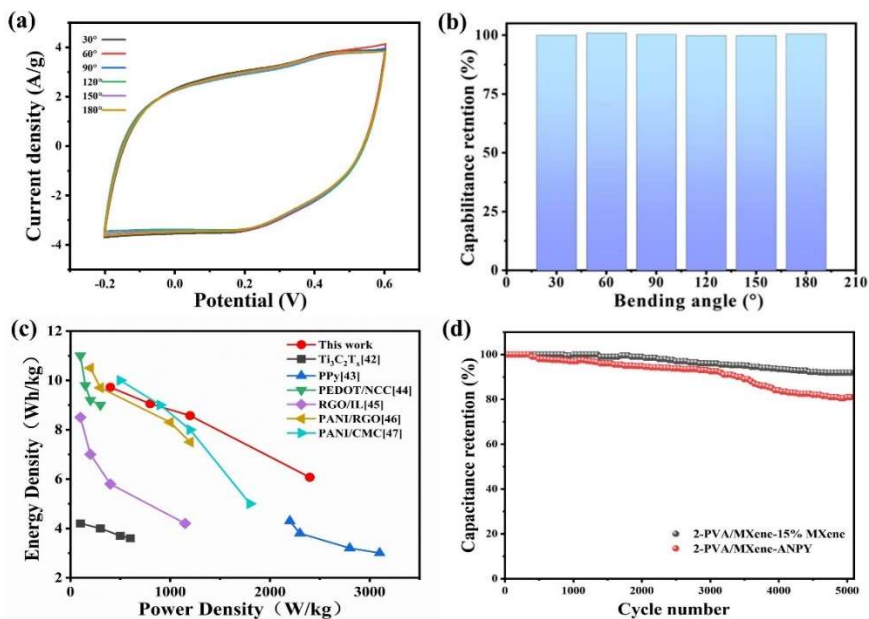 (a)
30°
60°
90°
120°
150°
180°
Current density (A/g)
4
2
0
-2
-4
-0.2 0.0 0.2 0.4 0.6
Potential (V)
(b)
Capabilitance retntion (%)
100
75
50
25
0
0 30 60 90 120 150 180 210
Bending angle (°)
(c)
Energy Density (Wh/kg)
12
10
8
6
4
2
This work
Ti₃C₂Tₓ[42]
PPy[43]
PEDOT/NCC[44]
RGO/IL[45]
PANI/RGO[46]
PANI/CMC[47]
0 1000 2000 3000
Power Density (W/kg)
(d)
Capacitance retention (%)
120
100
80
60
40
20
0
2-PVA/MXene-15% MXene
2-PVA/MXene-ANPY
0 1000 2000 3000 4000 5000
Cycle number